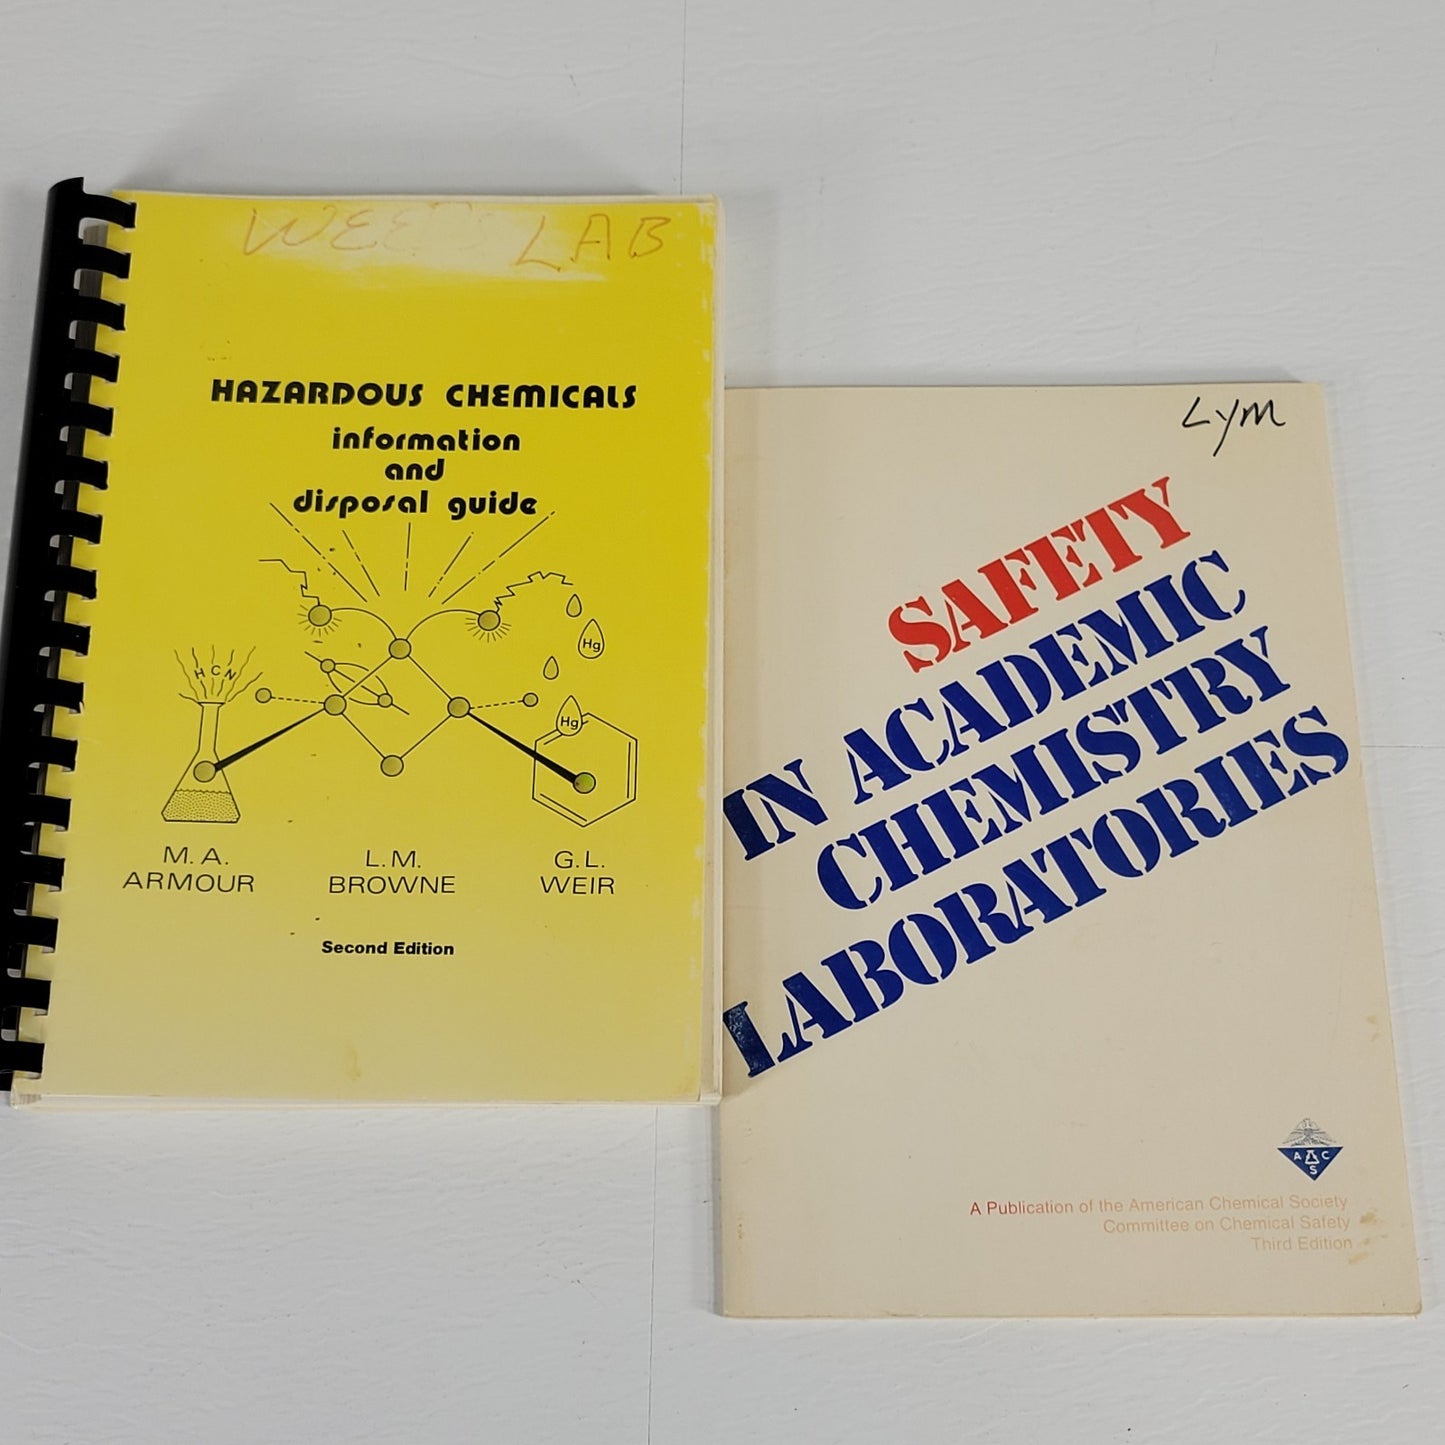 LAB
HAZARDOUS CHEMICALS
information
and
disposal guide
HCN
Hg
Hg
M. A.
ARMOUR
L.M.
BROWNE
G.L.
WEIR
Second Edition
LYM
SAFETY
IN ACADEMIC
CHEMISTRY
LABORATORIES
A C
S
A Publication of the American Chemical Society
Committee on Chemical Safety
Third Edition